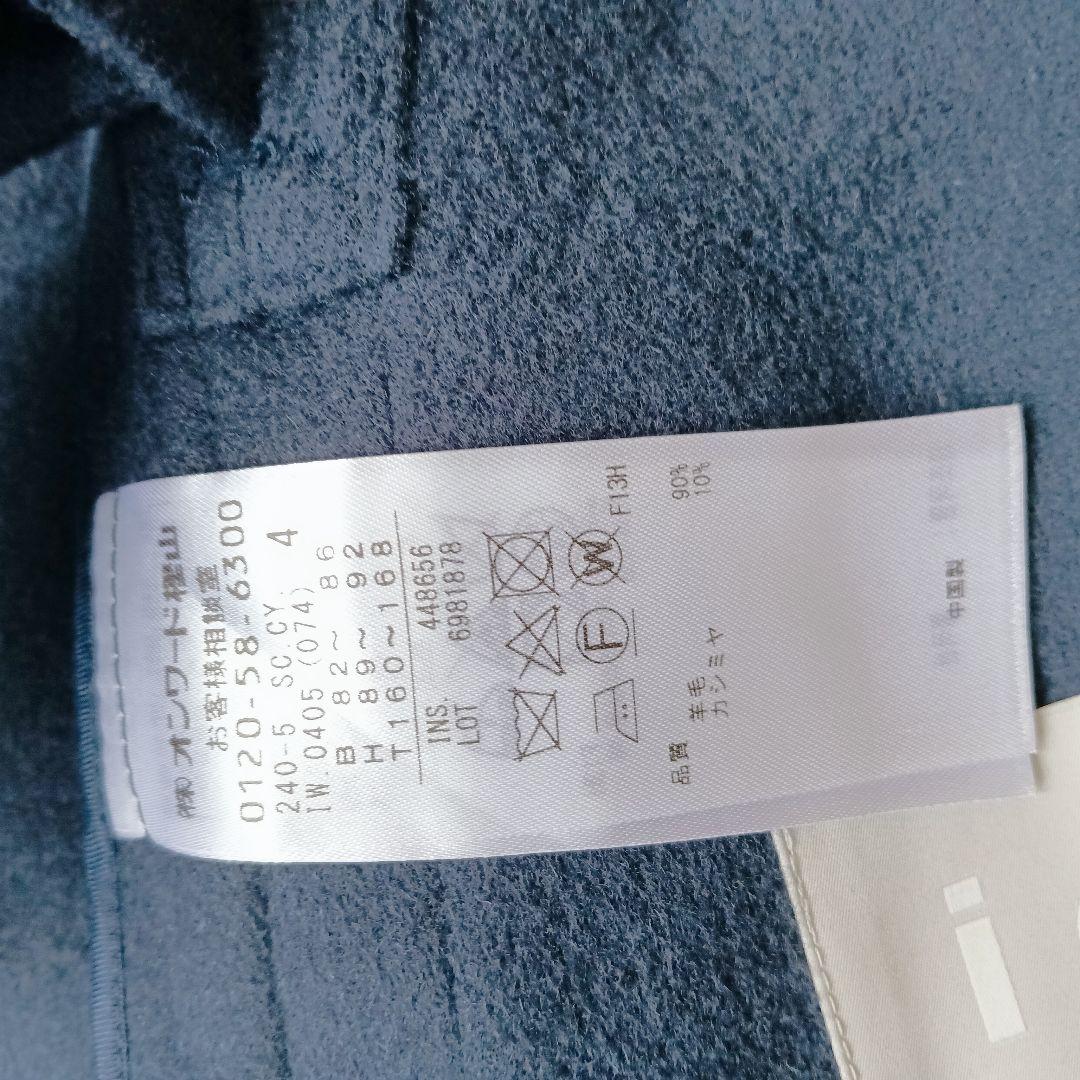 ㈱オンワード樫山
お客様相談室
0120-58-6300
240-5 SC.CY 4
IW.0405 (074)
B 82～ 86
H 89～ 92
T160～168
INS. 448656
LOT 6981878
W
F
F13H
品質 羊毛 90%
カシミヤ 10%
中国製
i